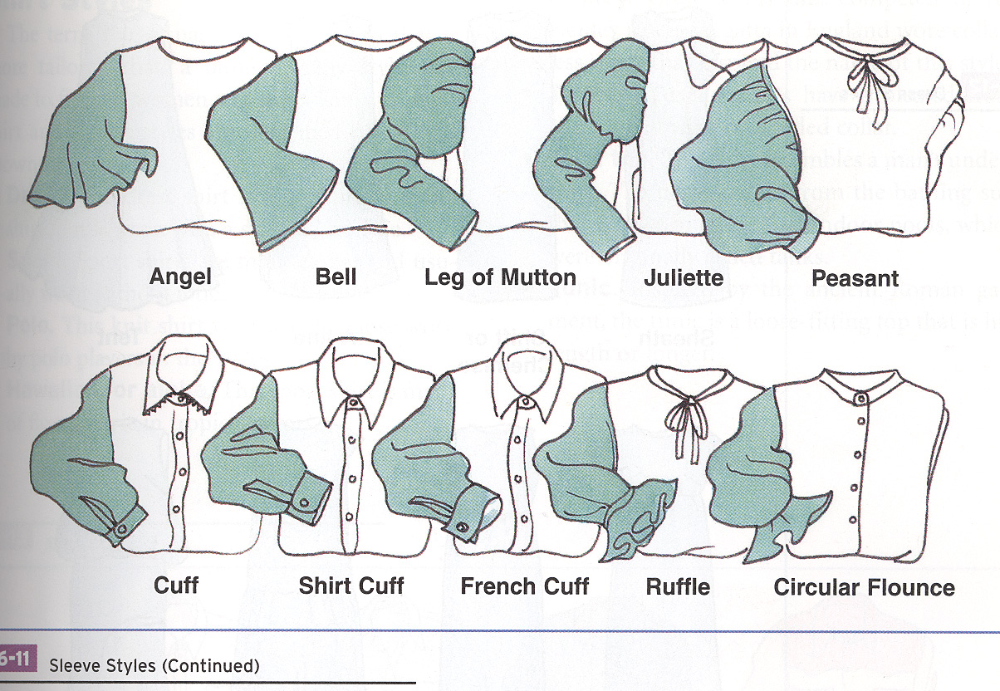 Angel Bell Leg of Mutton Juliette Peasant
Cuff Shirt Cuff French Cuff Ruffle Circular Flounce
6-11 Sleeve Styles (Continued)